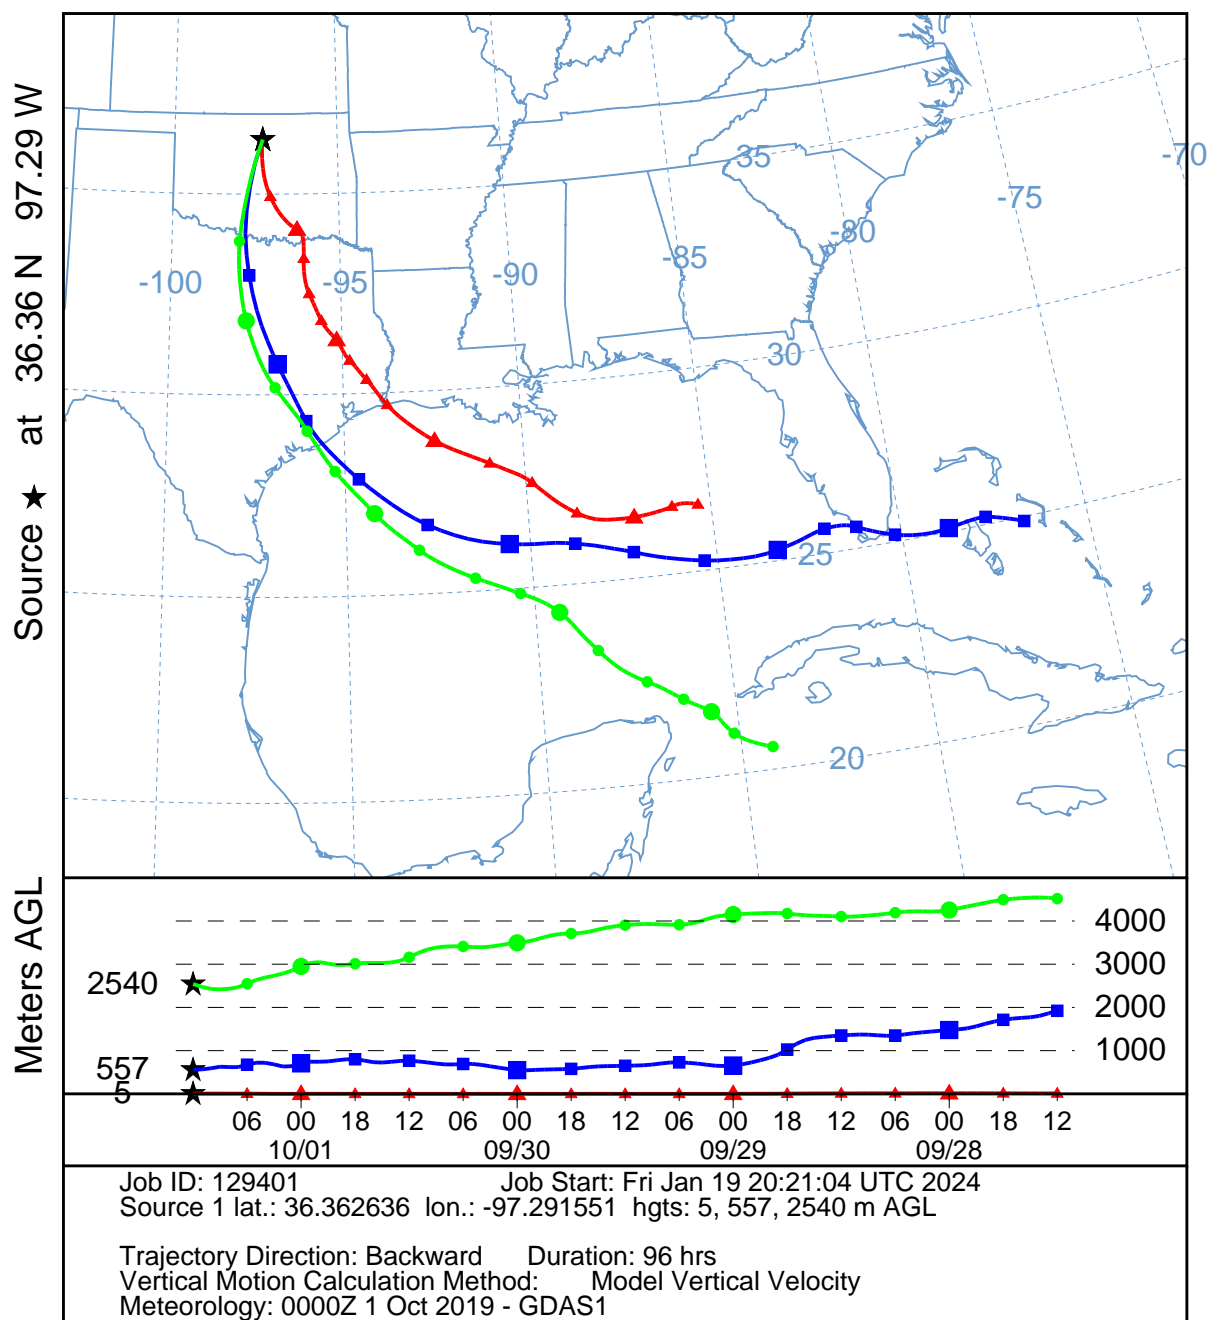 Source ★ at 36.36 N 97.29 W
-70
35
-75
-80
-85
-90
-95
-100
30
25
20
Meters AGL
4000
3000
2540
2000
1000
557
5
06 00 18 12 06 00 18 12 06 00 18 12 06 00 18 12
10/01 09/30 09/29 09/28
Job ID: 129401 Job Start: Fri Jan 19 20:21:04 UTC 2024
Source 1 lat.: 36.362636 lon.: -97.291551 hgts: 5, 557, 2540 m AGL
Trajectory Direction: Backward Duration: 96 hrs
Vertical Motion Calculation Method: Model Vertical Velocity
Meteorology: 0000Z 1 Oct 2019 - GDAS1